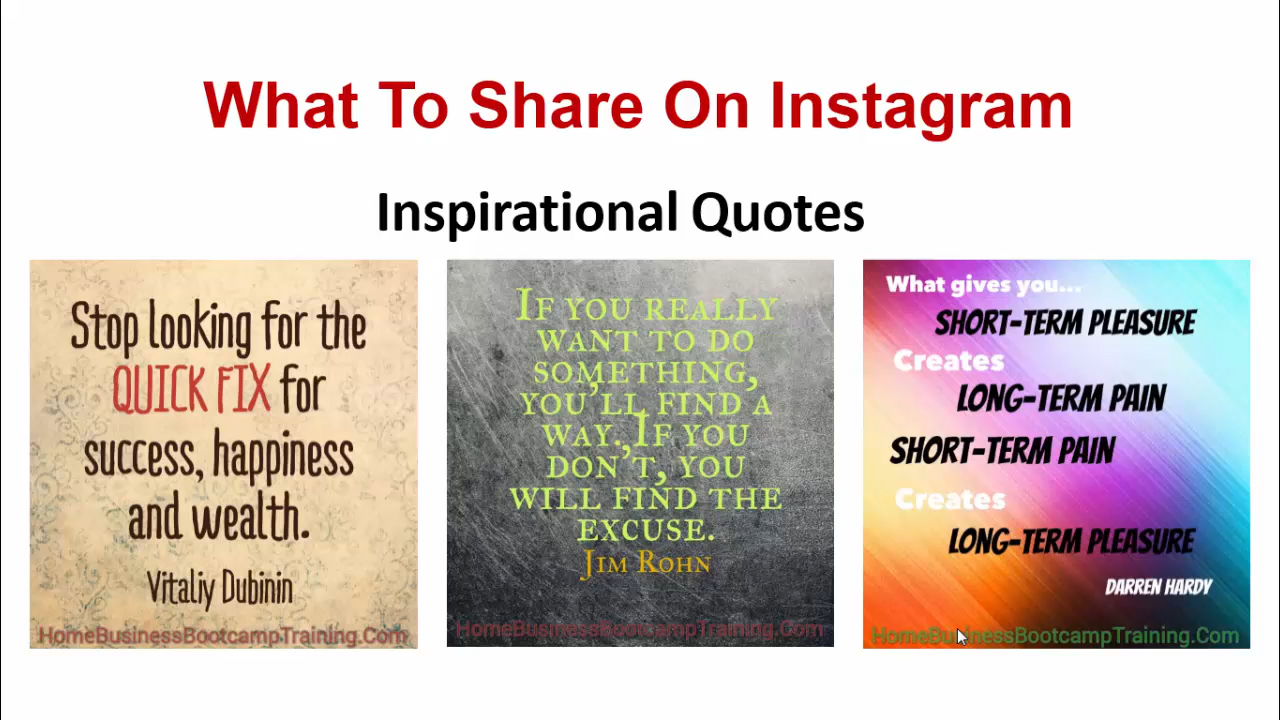 What To Share On Instagram
Inspirational Quotes
Stop looking for the
QUICK FIX for
success, happiness
and wealth.
Vitaliy Dubinin
HomeBusinessBootcampTraining.Com
IF YOU REALLY
WANT TO DO
SOMETHING,
YOU'LL FIND A
WAY. IF YOU
DON'T, YOU
WILL FIND THE
EXCUSE.
JIM ROHN
HomeBusinessBootcampTraining.Com
What gives you...
SHORT-TERM PLEASURE
Creates
LONG-TERM PAIN
SHORT-TERM PAIN
Creates
LONG-TERM PLEASURE
DARREN HARDY
HomeBusinessBootcampTraining.Com